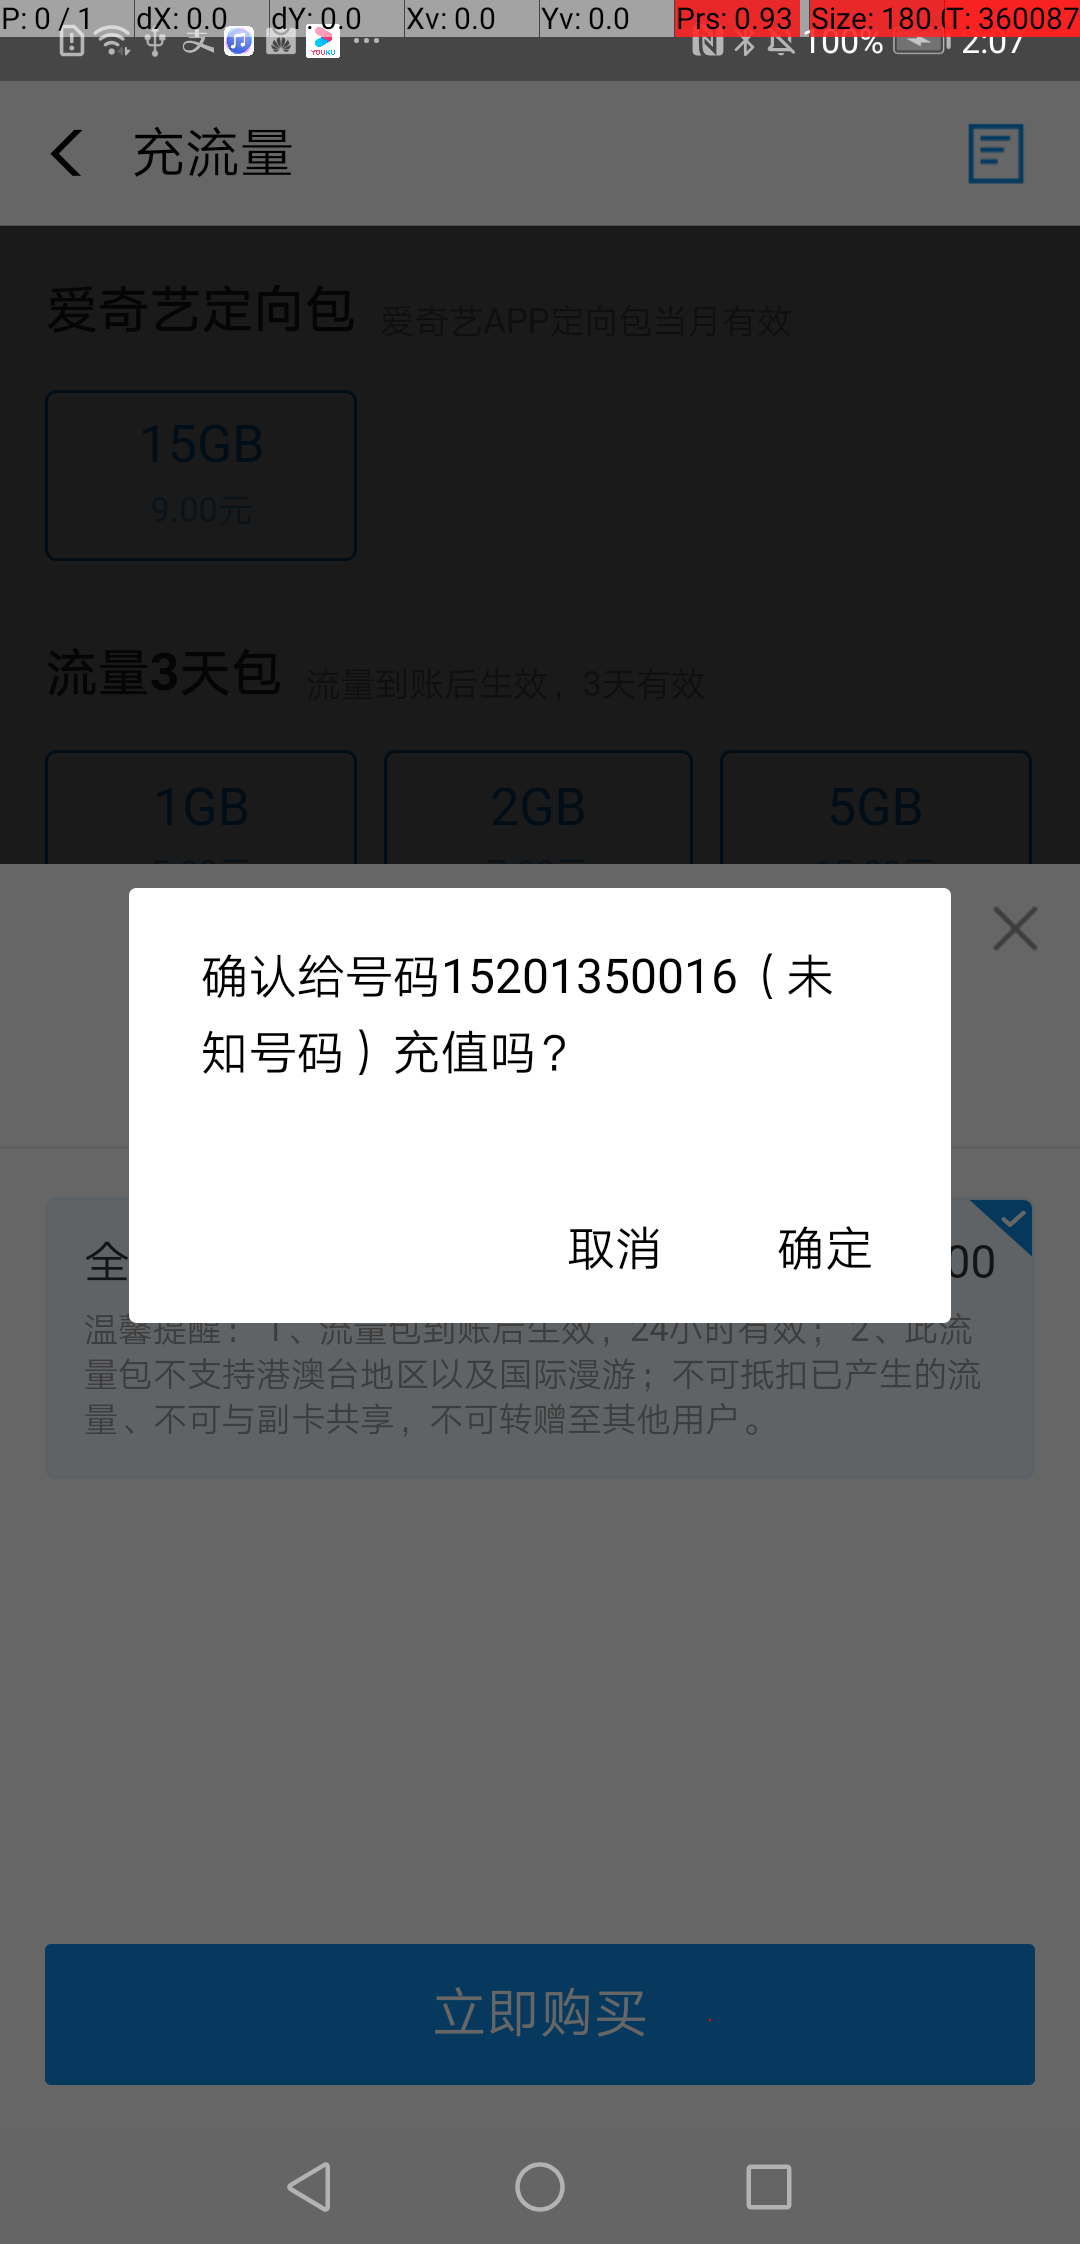 P: 0 / 1 dX: 0.0 dY: 0.0 Xv: 0.0 Yv: 0.0 Prs: 0.93 Size: 180.0 T: 360087
100% 2:07
充流量
爱奇艺定向包 爱奇艺APP定向包当月有效
15GB
9.00元
流量3天包 流量到账后生效，3天有效
1GB 2GB 5GB
确认给号码15201350016（未
知号码）充值吗？
取消 确定
全 00
温馨提醒：1、流量包到账后生效，24小时有效；2、此流
量包不支持港澳台地区以及国际漫游；不可抵扣已产生的流
量、不可与副卡共享，不可转赠至其他用户。
立即购买